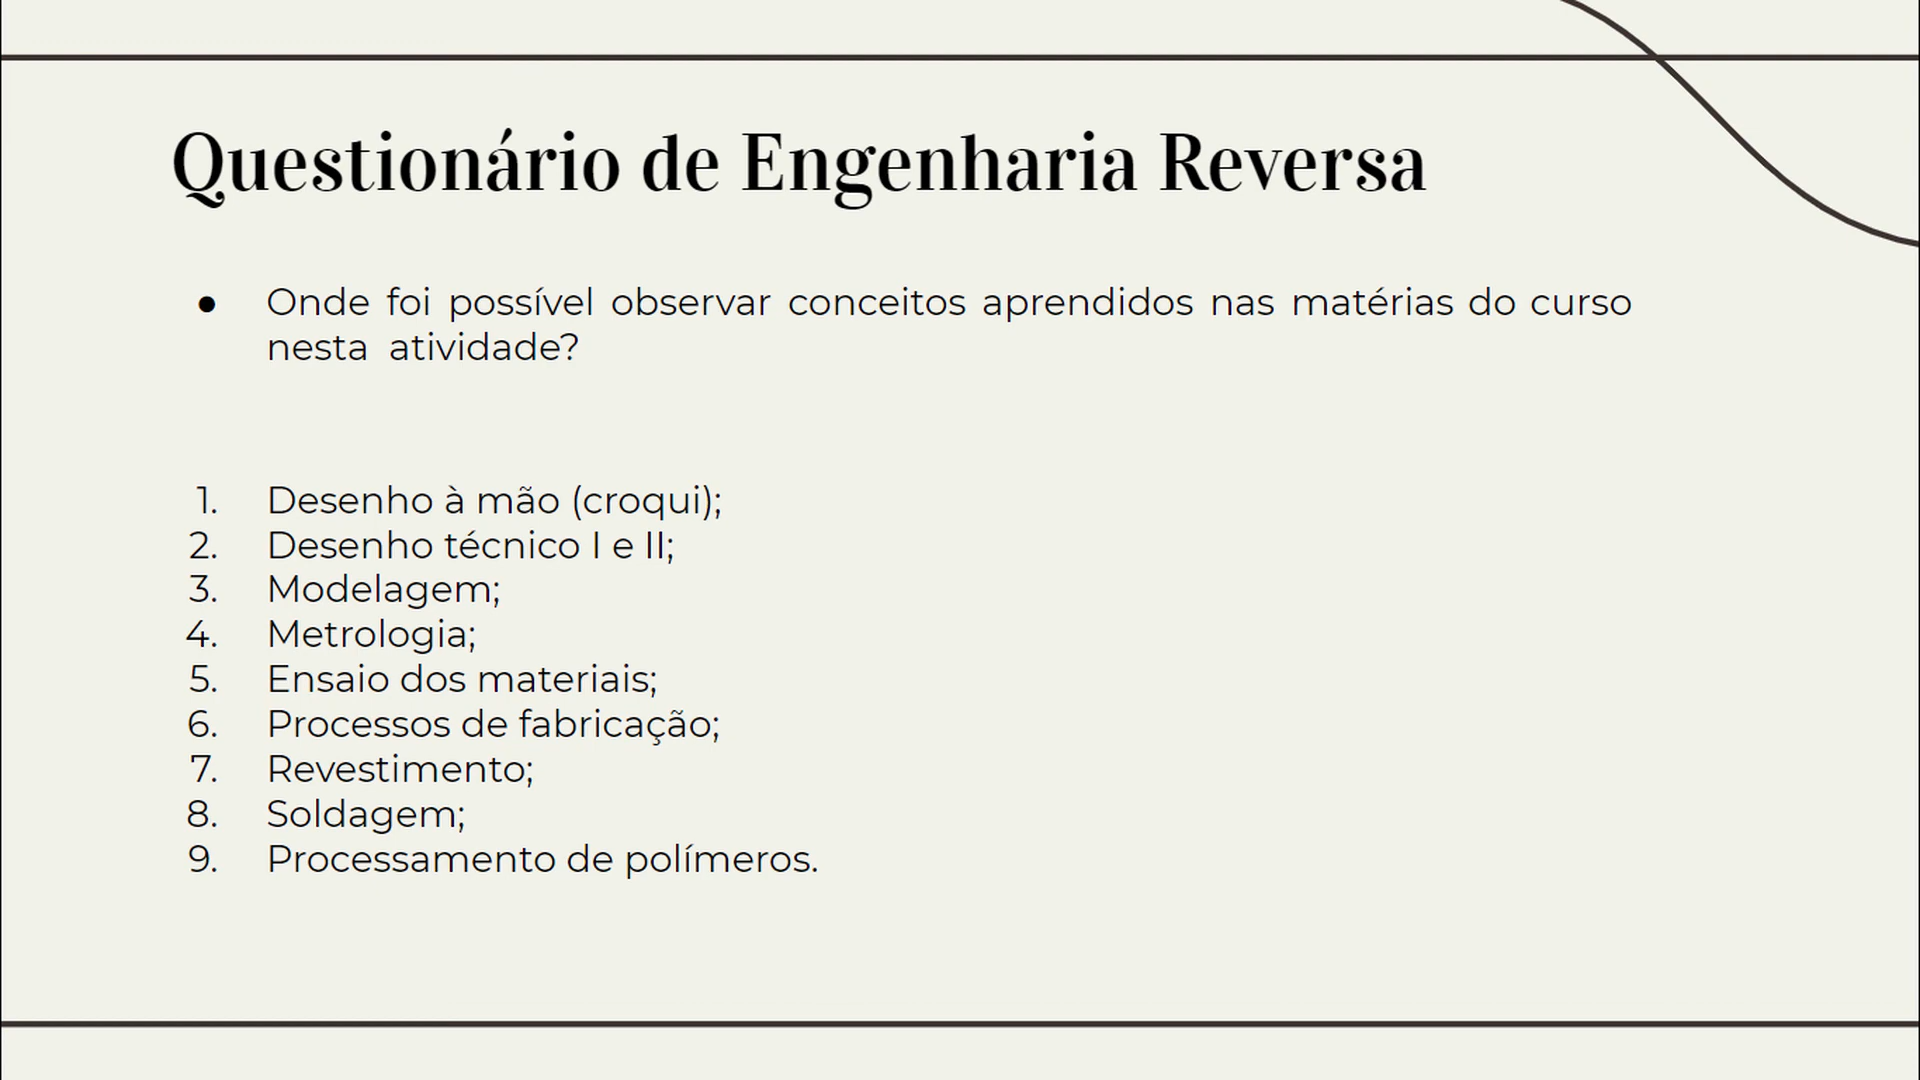 Questionário de Engenharia Reversa
● Onde foi possível observar conceitos aprendidos nas matérias do curso
nesta atividade?
1. Desenho à mão (croqui);
2. Desenho técnico I e II;
3. Modelagem;
4. Metrologia;
5. Ensaio dos materiais;
6. Processos de fabricação;
7. Revestimento;
8. Soldagem;
9. Processamento de polímeros.